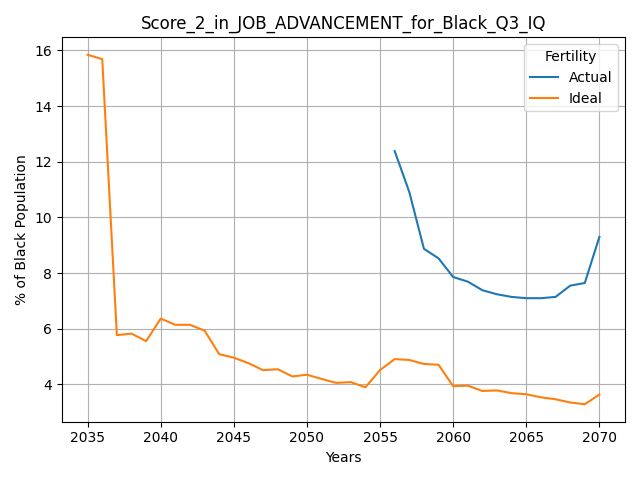 Score_2_in_JOB_ADVANCEMENT_for_Black_Q3_IQ
Fertility
Actual
Ideal
% of Black Population
16
14
12
10
8
6
4
2035 2040 2045 2050 2055 2060 2065 2070
Years